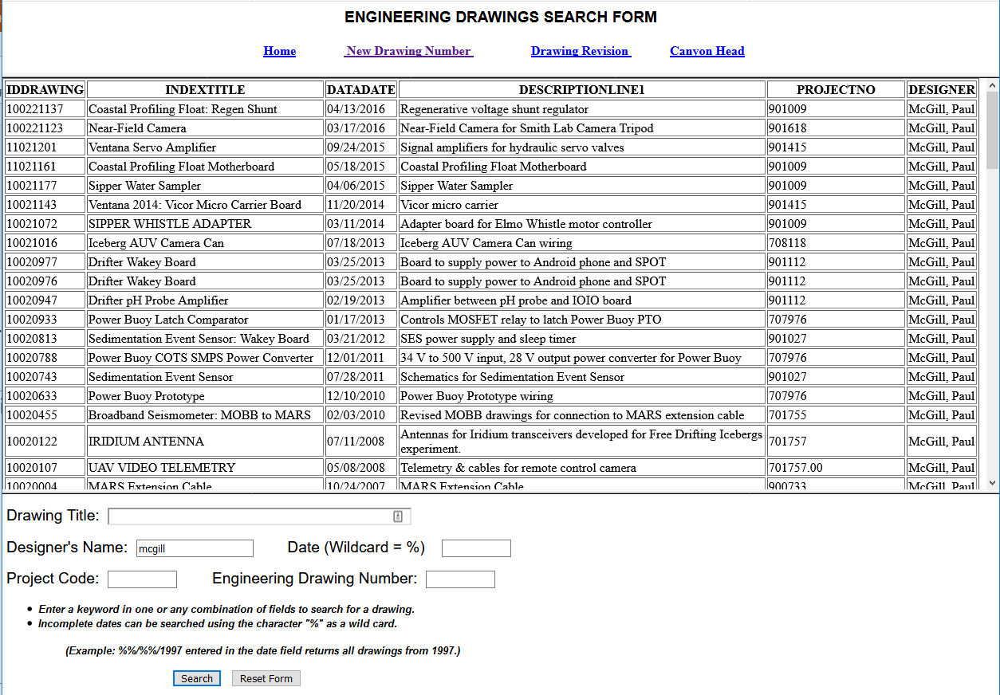 ENGINEERING DRAWINGS SEARCH FORM
Home New Drawing Number Drawing Revision Canyon Head
IDDRAWING INDEXTITLE DATADATE DESCRIPTIONLINE1 PROJECTNO DESIGNER
100221137 Coastal Profiling Float: Regen Shunt 04/13/2016 Regenerative voltage shunt regulator 901009 McGill, Paul
100221123 Near-Field Camera 03/17/2016 Near-Field Camera for Smith Lab Camera Tripod 901618 McGill, Paul
11021201 Ventana Servo Amplifier 09/24/2015 Signal amplifiers for hydraulic servo valves 901415 McGill, Paul
11021161 Coastal Profiling Float Motherboard 05/18/2015 Coastal Profiling Float Motherboard 901009 McGill, Paul
10021177 Sipper Water Sampler 04/06/2015 Sipper Water Sampler 901009 McGill, Paul
10021143 Ventana 2014: Vicor Micro Carrier Board 11/20/2014 Vicor micro carrier 901415 McGill, Paul
10021072 SIPPER WHISTLE ADAPTER 03/11/2014 Adapter board for Elmo Whistle motor controller 901009 McGill, Paul
10021016 Iceberg AUV Camera Can 07/18/2013 Iceberg AUV Camera Can wiring 708118 McGill, Paul
10020977 Drifter Wakey Board 03/25/2013 Board to supply power to Android phone and SPOT 901112 McGill, Paul
10020976 Drifter Wakey Board 03/25/2013 Board to supply power to Android phone and SPOT 901112 McGill, Paul
10020947 Drifter pH Probe Amplifier 02/19/2013 Amplifier between pH probe and IOIO board 901112 McGill, Paul
10020933 Power Buoy Latch Comparator 01/17/2013 Controls MOSFET relay to latch Power Buoy PTO 707976 McGill, Paul
10020813 Sedimentation Event Sensor: Wakey Board 03/21/2012 SES power supply and sleep timer 901027 McGill, Paul
10020788 Power Buoy COTS SMPS Power Converter 12/01/2011 34 V to 500 V input, 28 V output power converter for Power Buoy 707976 McGill, Paul
10020743 Sedimentation Event Sensor 07/28/2011 Schematics for Sedimentation Event Sensor 901027 McGill, Paul
10020633 Power Buoy Prototype 12/10/2010 Power Buoy Prototype wiring 707976 McGill, Paul
10020455 Broadband Seismometer: MOBB to MARS 02/03/2010 Revised MOBB drawings for connection to MARS extension cable 701755 McGill, Paul
10020122 IRIDIUM ANTENNA 07/11/2008 Antennas for Iridium transceivers developed for Free Drifting Icebergs 701757 McGill, Paul
experiment.
10020107 UAV VIDEO TELEMETRY 05/08/2008 Telemetry & cables for remote control camera 701757.00 McGill, Paul
10020004 MARS Extension Cable 10/24/2007 MARS Extension Cable 900733 McGill, Paul
Drawing Title:
Designer's Name: mcgill Date (Wildcard = %)
Project Code: Engineering Drawing Number:
• Enter a keyword in one or any combination of fields to search for a drawing.
• Incomplete dates can be searched using the character "%" as a wild card.
(Example: %%/%%/1997 entered in the date field returns all drawings from 1997.)
Search Reset Form